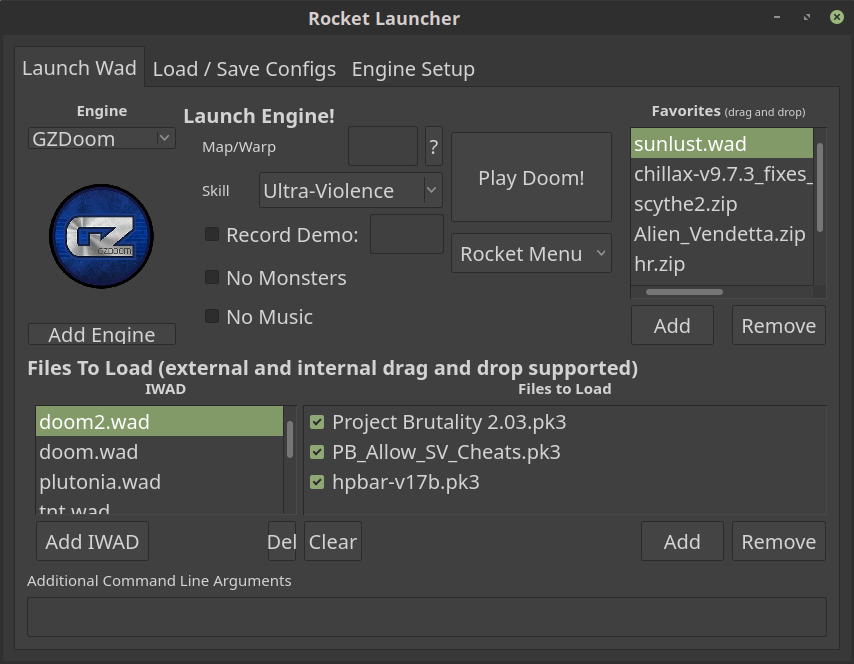 Rocket Launcher
Launch Wad
Load / Save Configs
Engine Setup
Engine
GZDoom
GZ
GZDOOM
Add Engine
Launch Engine!
Map/Warp
?
Skill
Ultra-Violence
Record Demo:
No Monsters
No Music
Play Doom!
Rocket Menu
Favorites (drag and drop)
sunlust.wad
chillax-v9.7.3_fixes_
scythe2.zip
Alien_Vendetta.zip
hr.zip
Add
Remove
Files To Load (external and internal drag and drop supported)
IWAD
doom2.wad
doom.wad
plutonia.wad
tnt.wad
Add IWAD
Del
Files to Load
Project Brutality 2.03.pk3
PB_Allow_SV_Cheats.pk3
hpbar-v17b.pk3
Clear
Add
Remove
Additional Command Line Arguments